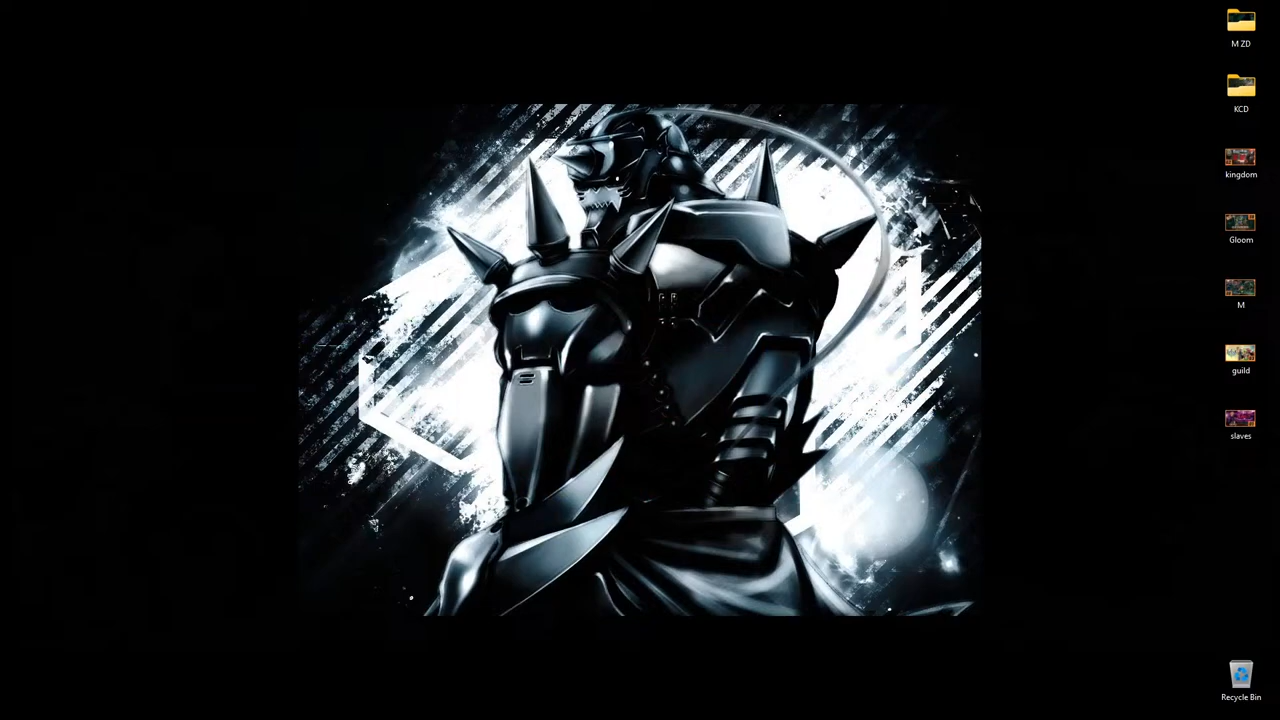 M ZD
KCD
kingdom
Gloom
M
guild
slaves
Recycle Bin